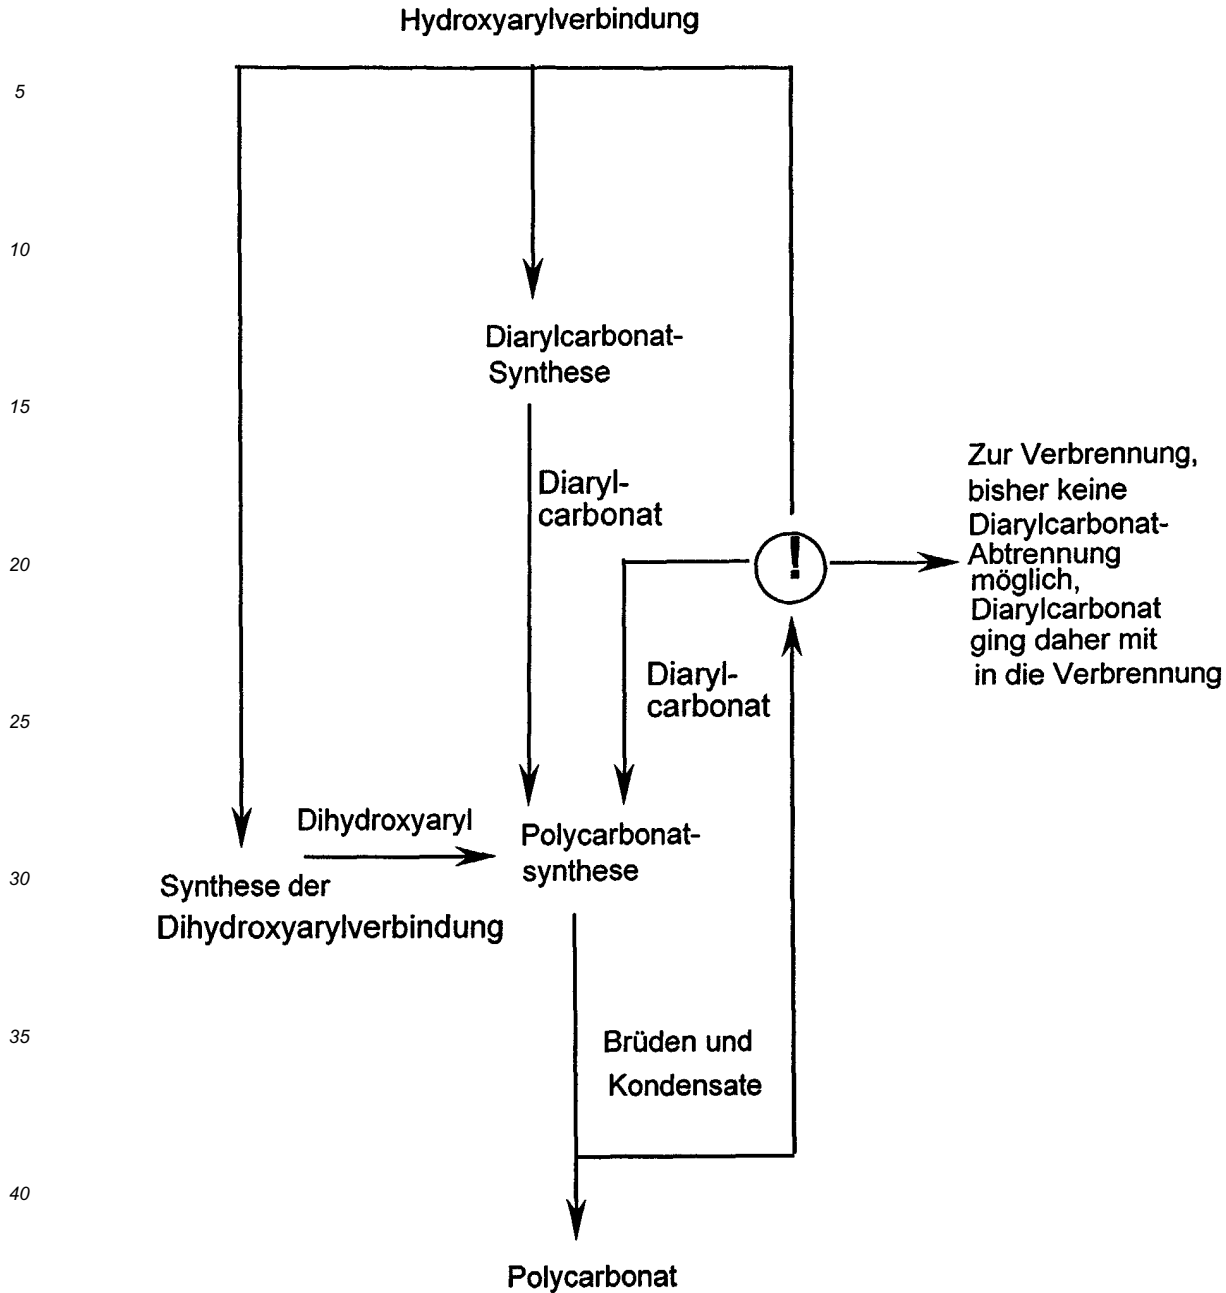 Hydroxyarylverbindung
5
10
Diarylcarbonat-
Synthese
15
Zur Verbrennung,
bisher keine
Diarylcarbonat-
Abtrennung
möglich,
Diarylcarbonat
ging daher mit
in die Verbrennung
Diaryl-
carbonat
20
!
Diaryl-
carbonat
25
Dihydroxyaryl
Polycarbonat-
synthese
30
Synthese der
Dihydroxyarylverbindung
35
Brüden und
Kondensate
40
Polycarbonat